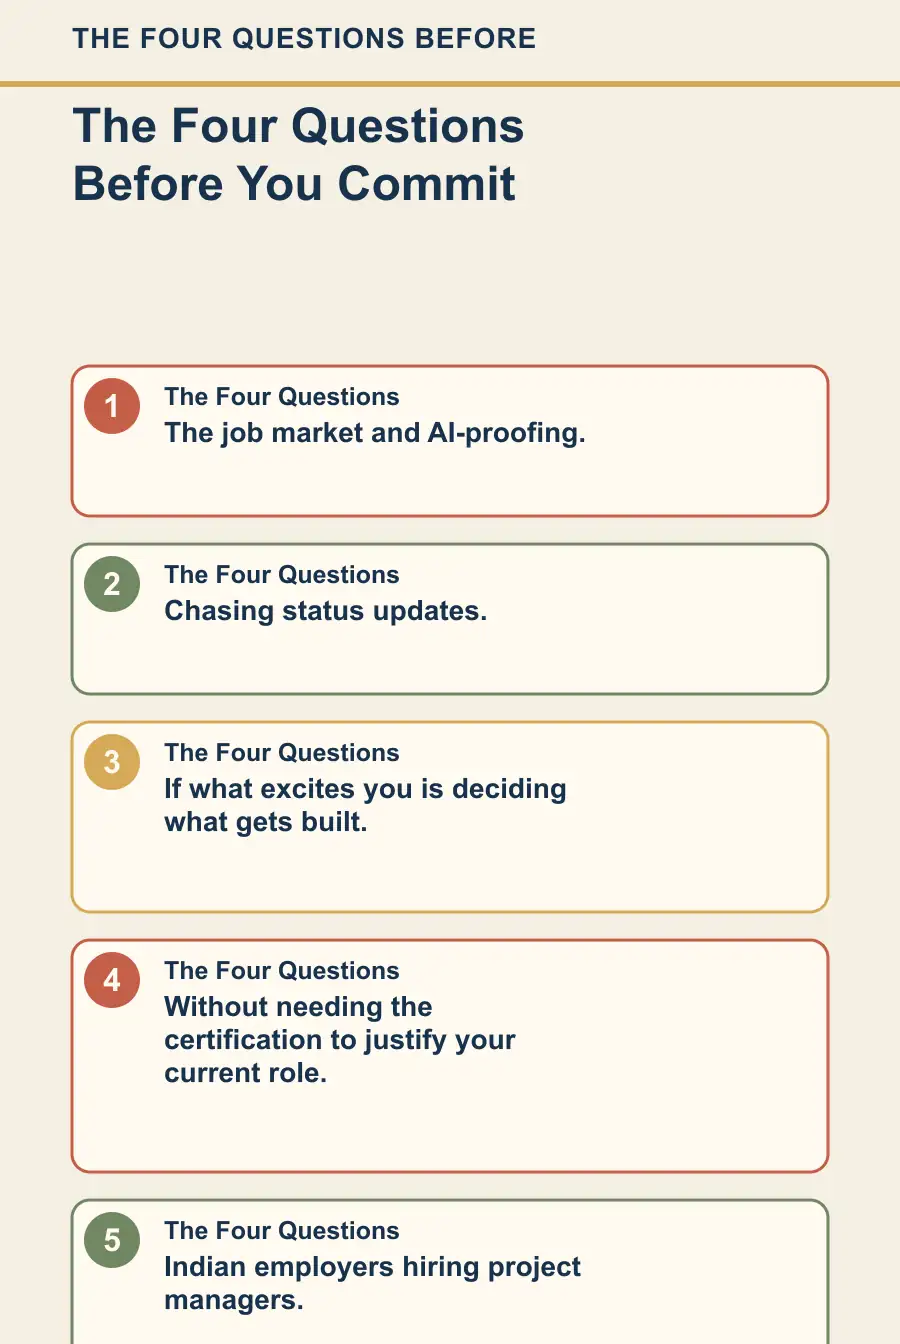 THE FOUR QUESTIONS BEFORE
The Four Questions
Before You Commit
1
The Four Questions
The job market and AI-proofing.
2
The Four Questions
Chasing status updates.
3
The Four Questions
If what excites you is deciding
what gets built.
4
The Four Questions
Without needing the
certification to justify your
current role.
5
The Four Questions
Indian employers hiring project
managers.